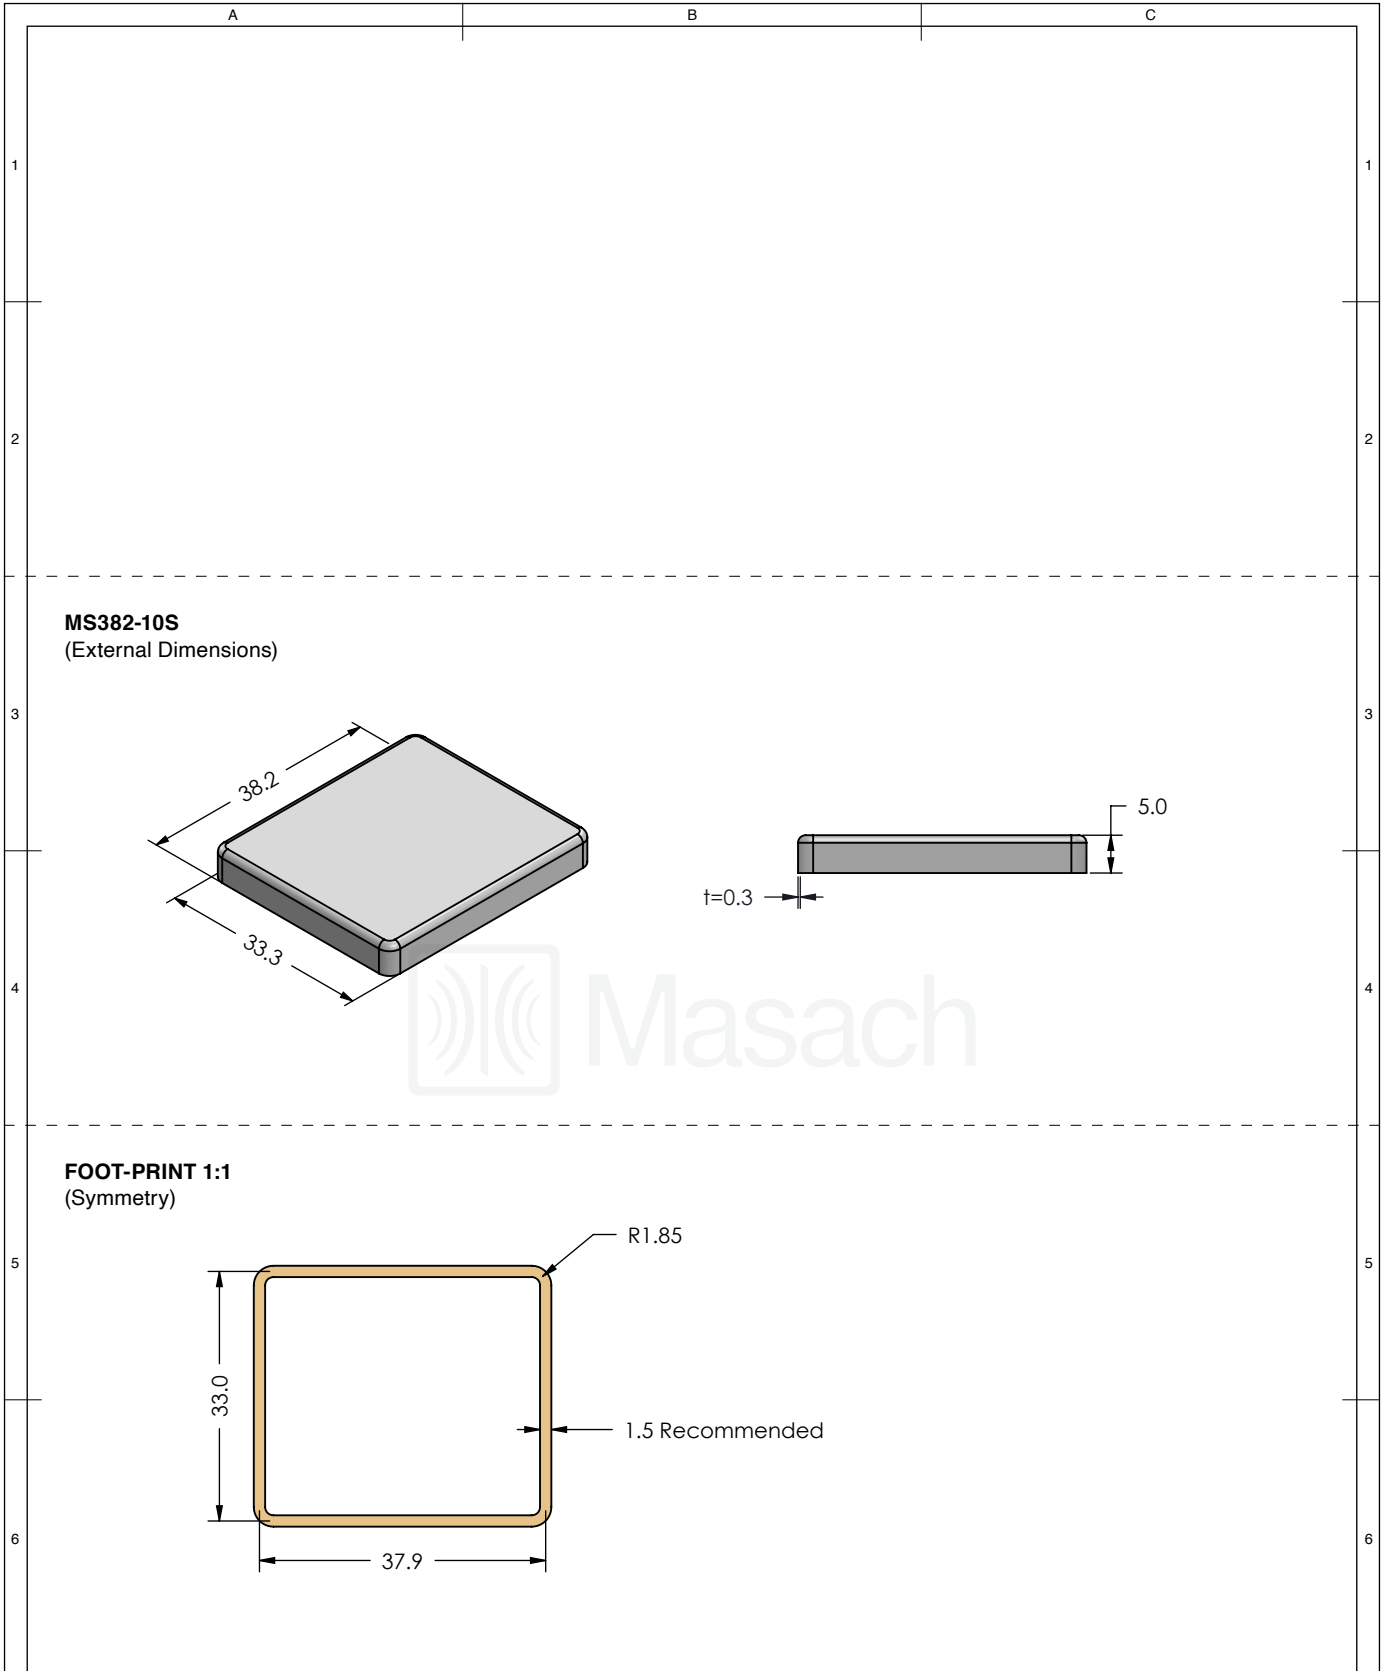 A B C
1 1
2 2
MS382-10S
(External Dimensions)
3 3
38.2
5.0
t=0.3
33.3
4 4
Masach
FOOT-PRINT 1:1
(Symmetry)
R1.85
5 5
33.0
1.5 Recommended
6 6
37.9